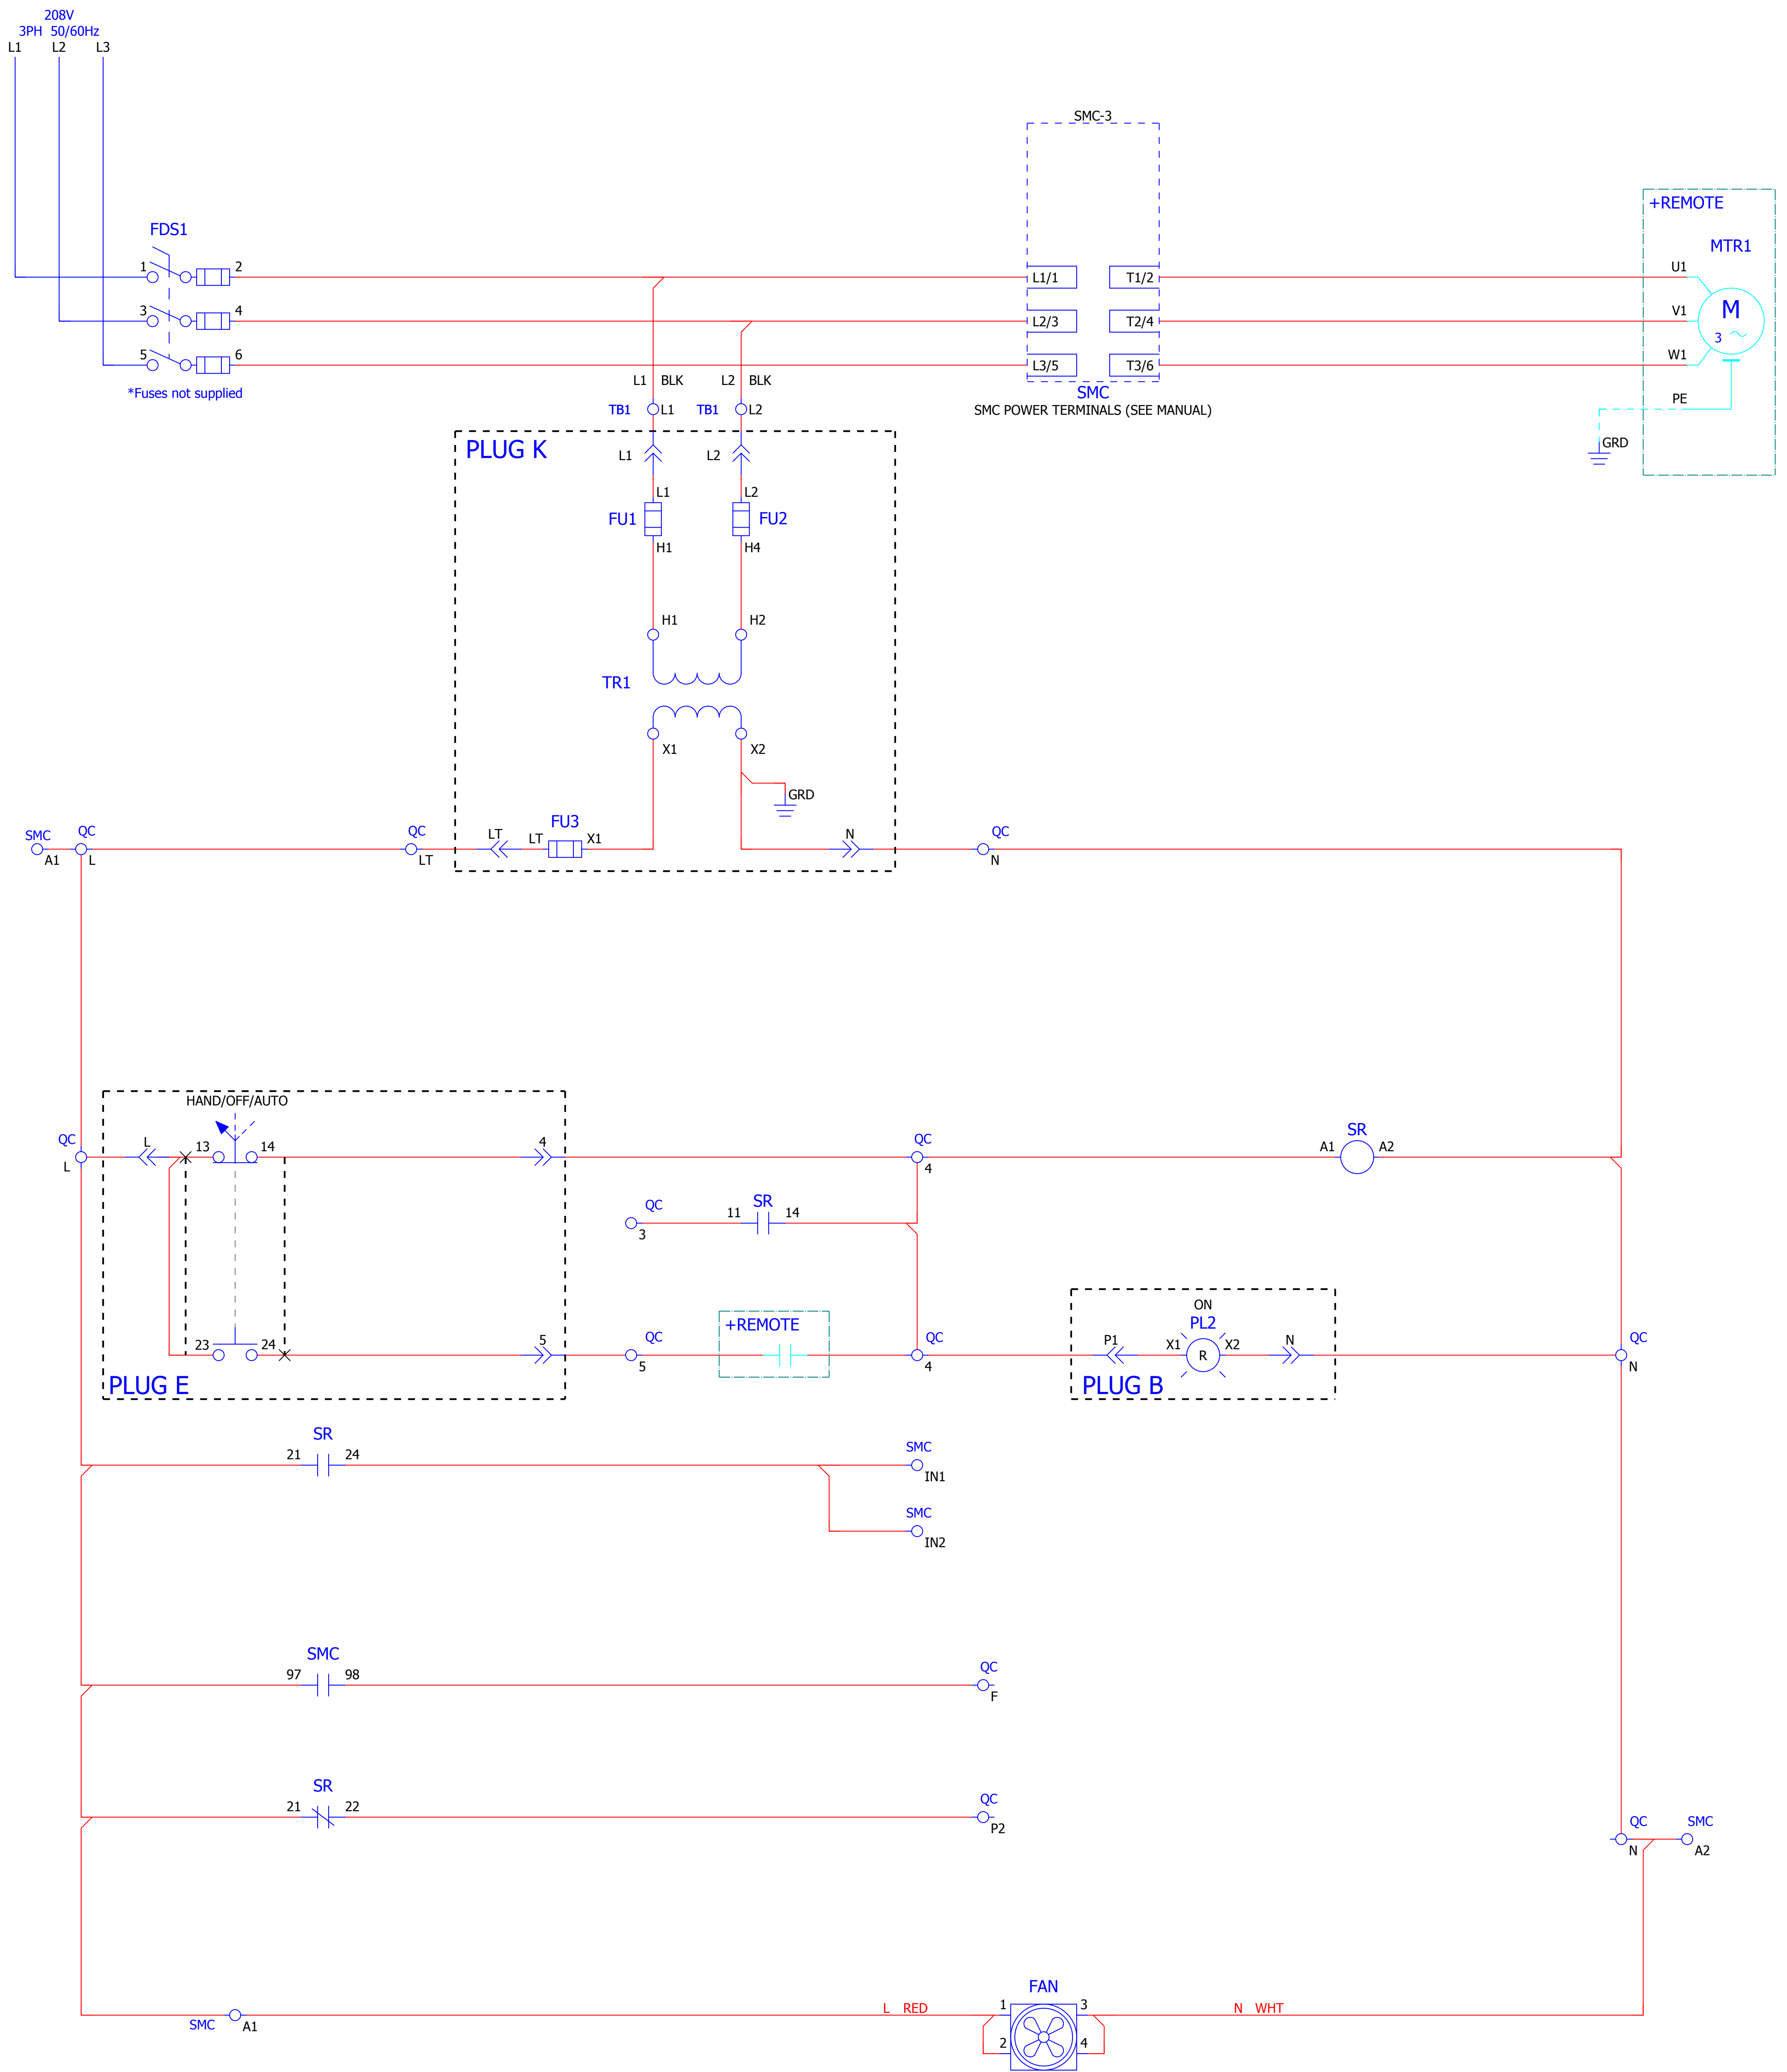 208V
3PH 50/60Hz
L1 L2 L3
SMC-3
+REMOTE
FDS1
MTR1
1 2 L1/1 T1/2 U1
3 4 L2/3 T2/4 V1
M
3
5 6 L3/5 T3/6 W1
*Fuses not supplied
L1 BLK L2 BLK
SMC
PE
TB1 L1 TB1 L2
SMC POWER TERMINALS (SEE MANUAL)
GRD
PLUG K
L1 L2
L1 L2
FU1 FU2
H1 H4
H1 H2
TR1
X1 X2
GRD
FU3
SMC QC QC LT LT X1 N QC
A1 L LT N
HAND/OFF/AUTO
QC L 13 14 4 QC A1 SR A2
L 4
QC 11 SR 14
3
ON
+REMOTE
PL2
23 24 5 QC QC P1 X1 R X2 N QC
5 4 N
PLUG E
PLUG B
SR
21 24 SMC
IN1
SMC
IN2
SMC
97 98 QC
F
SR
21 22 QC
P2
QC SMC
N A2
FAN
L RED 1 3 N WHT
SMC A1
2 4